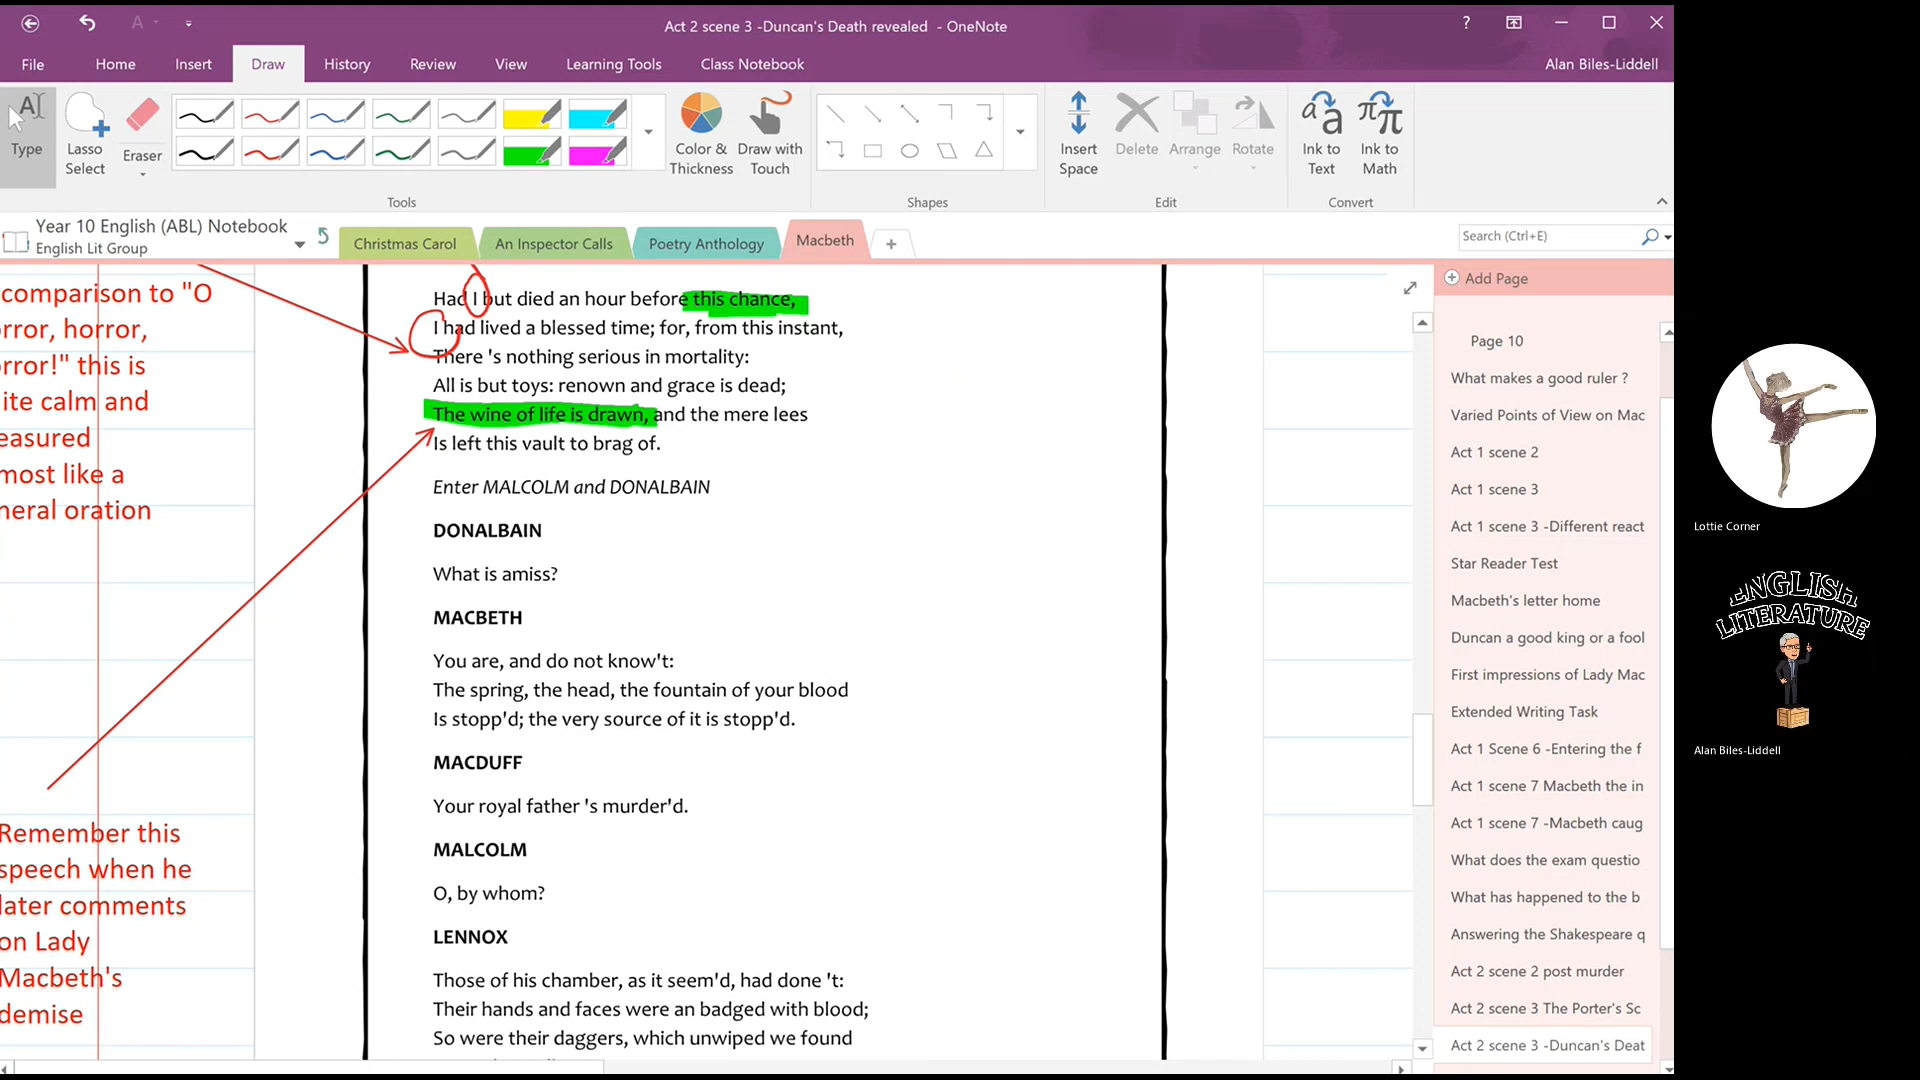 Act 2 scene 3 -Duncan's Death revealed - OneNote
?
File Home Insert Draw History Review View Learning Tools Class Notebook Alan Biles-Liddell
Type
Lasso Select
Eraser
Color & Thickness
Draw with Touch
Insert Space
Delete
Arrange
Rotate
Ink to Text
Ink to Math
Tools Shapes Edit Convert
Year 10 English (ABL) Notebook
English Lit Group
Christmas Carol An Inspector Calls Poetry Anthology Macbeth +
Search (Ctrl+E)
comparison to "O
rror, horror,
rror!" this is
ite calm and
easured
most like a
neral oration
Remember this
speech when he
later comments
on Lady
Macbeth's
demise
Had I but died an hour before this chance,
I had lived a blessed time; for, from this instant,
There 's nothing serious in mortality:
All is but toys: renown and grace is dead;
The wine of life is drawn, and the mere lees
Is left this vault to brag of.
Enter MALCOLM and DONALBAIN
DONALBAIN
What is amiss?
MACBETH
You are, and do not know't:
The spring, the head, the fountain of your blood
Is stopp'd; the very source of it is stopp'd.
MACDUFF
Your royal father 's murder'd.
MALCOLM
O, by whom?
LENNOX
Those of his chamber, as it seem'd, had done 't:
Their hands and faces were an badged with blood;
So were their daggers, which unwiped we found
Add Page
Page 10
What makes a good ruler ?
Varied Points of View on Mac
Act 1 scene 2
Act 1 scene 3
Act 1 scene 3 -Different react
Star Reader Test
Macbeth's letter home
Duncan a good king or a fool
First impressions of Lady Mac
Extended Writing Task
Act 1 Scene 6 -Entering the f
Act 1 scene 7 Macbeth the in
Act 1 scene 7 -Macbeth caug
What does the exam questio
What has happened to the b
Answering the Shakespeare q
Act 2 scene 2 post murder
Act 2 scene 3 The Porter's Sc
Act 2 scene 3 -Duncan's Deat
Lottie Corner
ENGLISH
LITERATURE
Alan Biles-Liddell